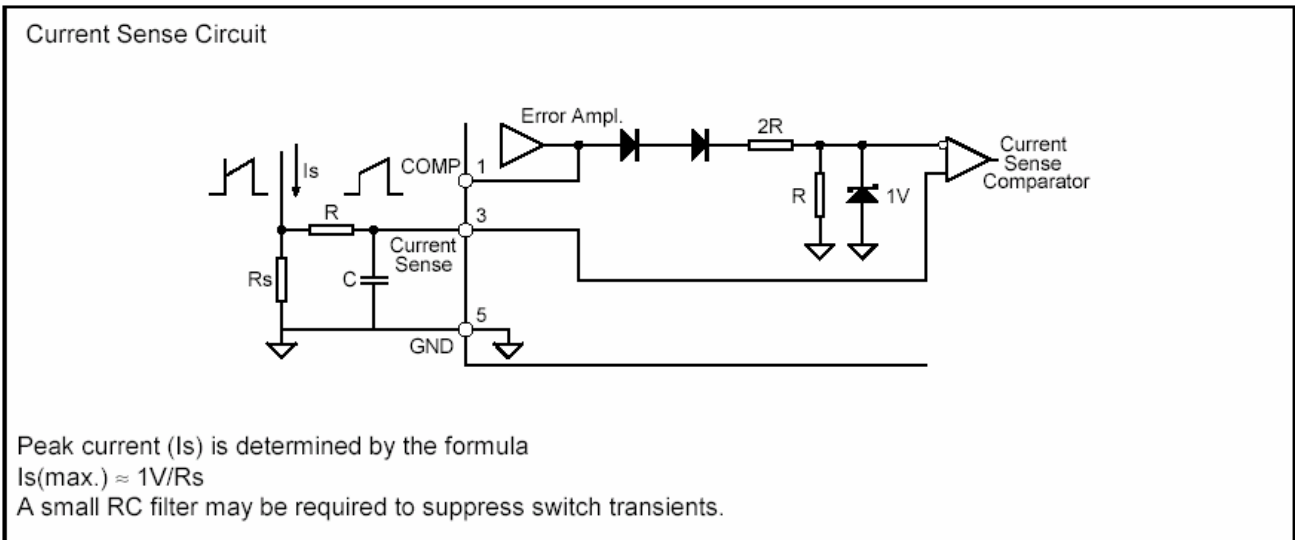 Current Sense Circuit
Error Ampl.
2R
COMP
1
Is
Current
Sense
Comparator
R
1V
R
3
Current
Sense
Rs
C
5
GND
Peak current (Is) is determined by the formula
Is(max.) ≈ 1V/Rs
A small RC filter may be required to suppress switch transients.